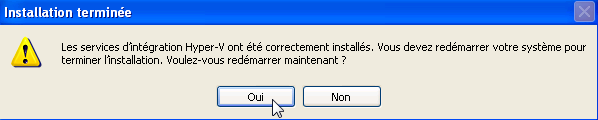 Installation terminée
Les services d'intégration Hyper-V ont été correctement installés. Vous devez redémarrer votre système pour
terminer l'installation. Voulez-vous redémarrer maintenant ?
Oui
Non